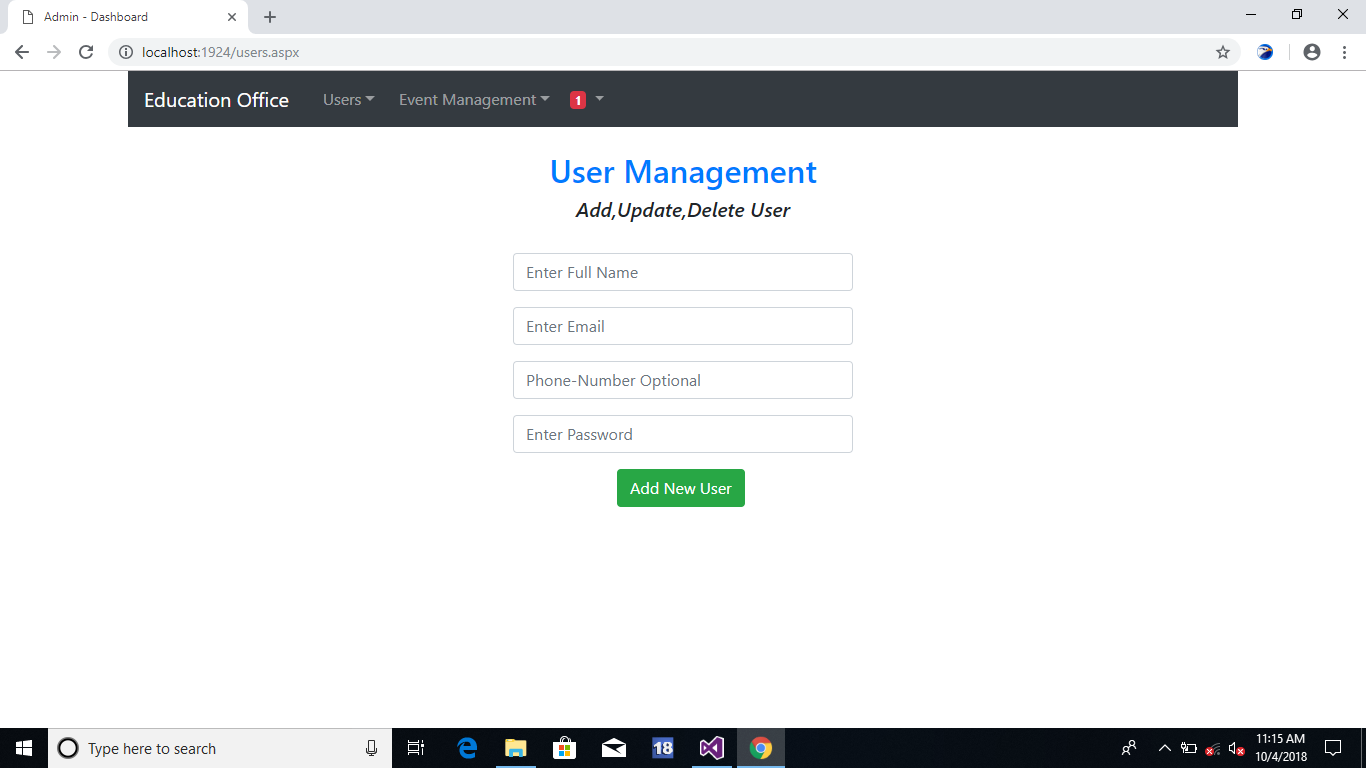 Admin - Dashboard
localhost:1924/users.aspx
Education Office Users Event Management 1
User Management
Add,Update,Delete User
Enter Full Name
Enter Email
Phone-Number Optional
Enter Password
Add New User
Type here to search
18
11:15 AM
10/4/2018